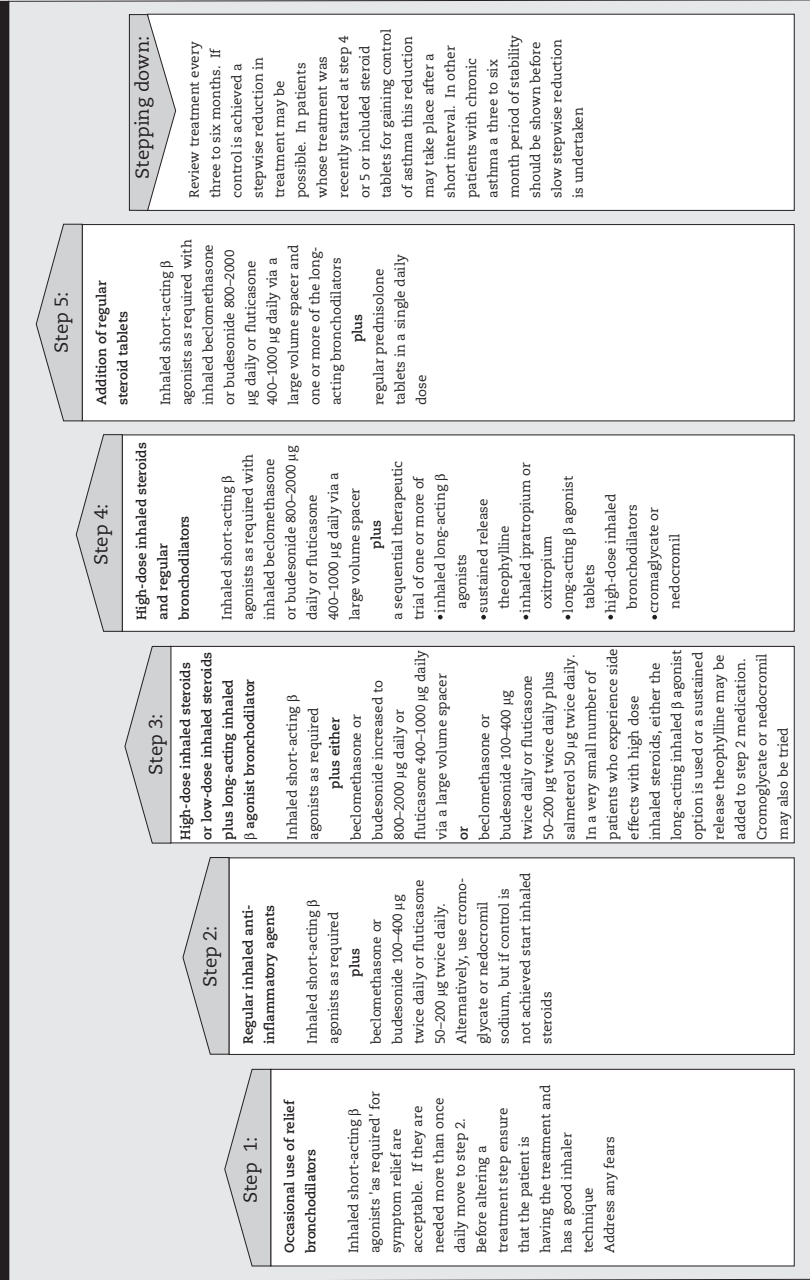 Step 1:
Occasional use of relief
bronchodilators
Inhaled short-acting β
agonists 'as required' for
symptom relief are
acceptable. If they are
needed more than once
daily move to step 2.
Before altering a
treatment step ensure
that the patient is
having the treatment and
has a good inhaler
technique
Address any fears
Step 2:
Regular inhaled anti-
inflammatory agents
Inhaled short-acting β
agonists as required
plus
beclomethasone or
budesonide 100–400 µg
twice daily or fluticasone
50–200 µg twice daily.
Alternatively, use cromo-
glycate or nedocromil
sodium, but if control is
not achieved start inhaled
steroids
Step 3:
High-dose inhaled steroids
or low-dose inhaled steroids
plus long-acting inhaled
β agonist bronchodilator
Inhaled short-acting β
agonists as required
plus either
beclomethasone or
budesonide increased to
800–2000 µg daily or
fluticasone 400–1000 µg daily
via a large volume spacer
or
beclomethasone or
budesonide 100–400 µg
twice daily or fluticasone
50–200 µg twice daily plus
salmeterol 50 µg twice daily.
In a very small number of
patients who experience side
effects with high dose
inhaled steroids, either the
long-acting inhaled β agonist
option is used or a sustained
release theophylline may be
added to step 2 medication.
Cromoglycate or nedocromil
may also be tried
Step 4:
High-dose inhaled steroids
and regular
bronchodilators
Inhaled short-acting β
agonists as required with
inhaled beclomethasone
or budesonide 800–2000 µg
daily or fluticasone
400–1000 µg daily via a
large volume spacer
plus
a sequential therapeutic
trial of one or more of
•inhaled long-acting β
agonists
•sustained release
theophylline
•inhaled ipratropium or
oxitropium
•long-acting β agonist
tablets
•high-dose inhaled
bronchodilators
•cromaglycate or
nedocromil
Step 5:
Addition of regular
steroid tablets
Inhaled short-acting β
agonists as required with
inhaled beclomethasone
or budesonide 800–2000
µg daily or fluticasone
400–1000 µg daily via a
large volume spacer and
one or more of the long-
acting bronchodilators
plus
regular prednisolone
tablets in a single daily
dose
Stepping down:
Review treatment every
three to six months. If
control is achieved a
stepwise reduction in
treatment may be
possible. In patients
whose treatment was
recently started at step 4
or 5 or included steroid
tablets for gaining control
of asthma this reduction
may take place after a
short interval. In other
patients with chronic
asthma a three to six
month period of stability
should be shown before
slow stepwise reduction
is undertaken